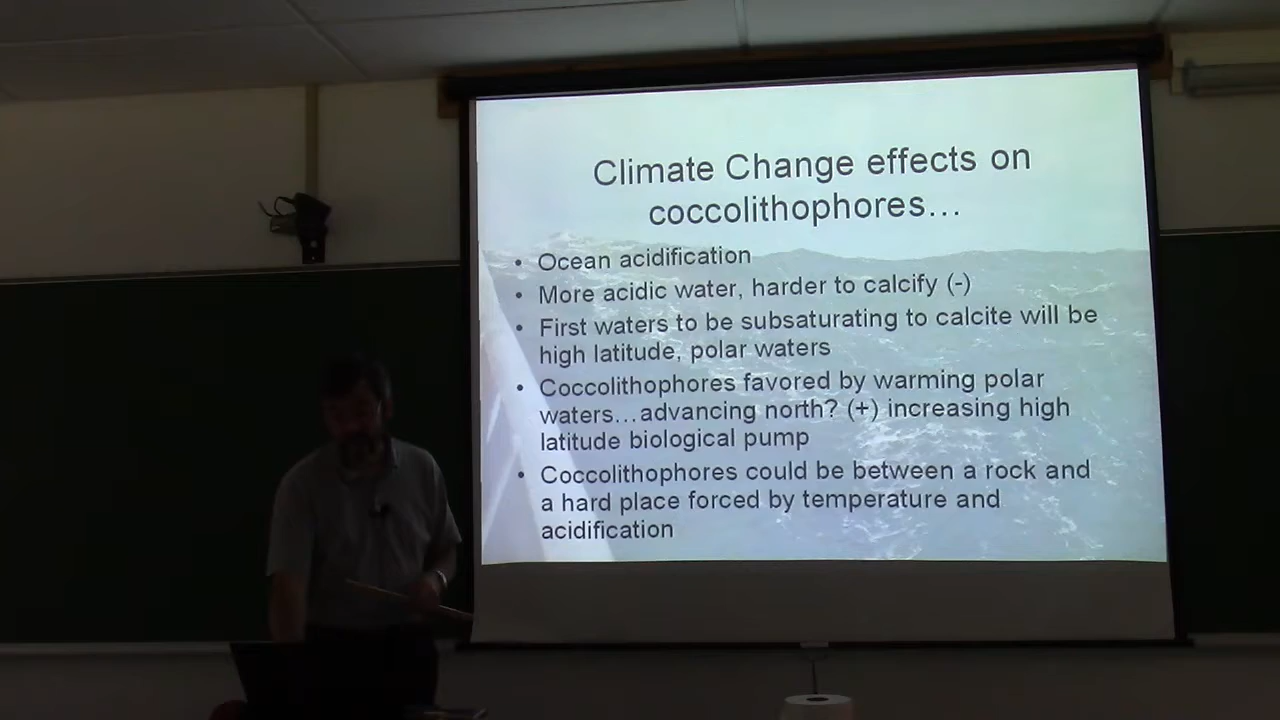 Climate Change effects on
coccolithophores…
• Ocean acidification
• More acidic water, harder to calcify (-)
• First waters to be subsaturating to calcite will be
high latitude, polar waters
• Coccolithophores favored by warming polar
waters…advancing north? (+) increasing high
latitude biological pump
• Coccolithophores could be between a rock and
a hard place forced by temperature and
acidification